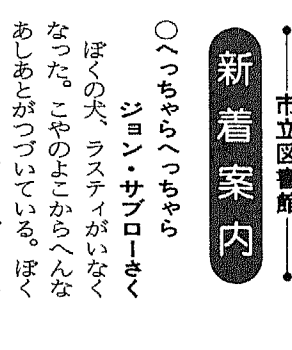 市立図書館
新着案内
○へっちゃらへっちゃら
ジョン・サブローさく
ぼくの犬、ラスティがいなく
なった。こやのよこからへんな
あしあとがつづいている。ぼく